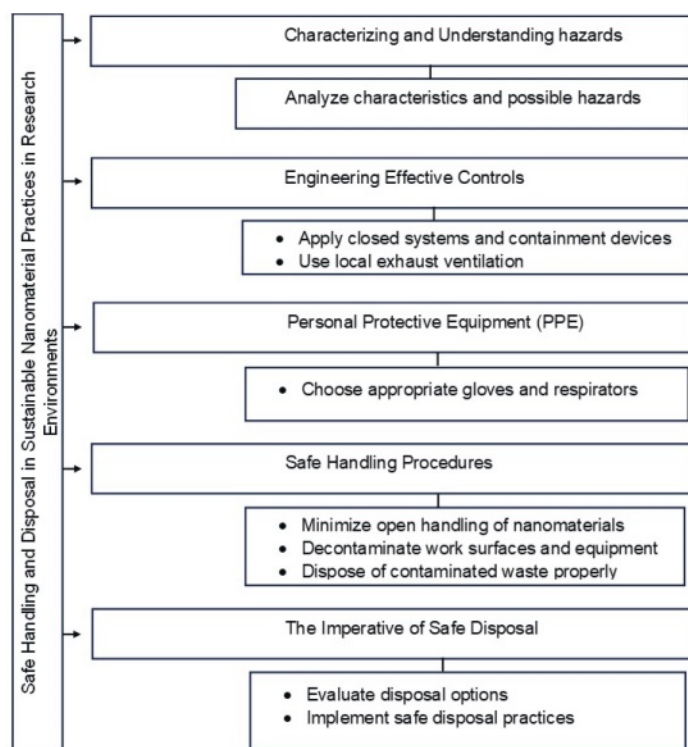 Safe Handling and Disposal in Sustainable Nanomaterial Practices in Research
Environments
Characterizing and Understanding hazards
Analyze characteristics and possible hazards
Engineering Effective Controls
• Apply closed systems and containment devices
• Use local exhaust ventilation
Personal Protective Equipment (PPE)
• Choose appropriate gloves and respirators
Safe Handling Procedures
• Minimize open handling of nanomaterials
• Decontaminate work surfaces and equipment
• Dispose of contaminated waste properly
The Imperative of Safe Disposal
• Evaluate disposal options
• Implement safe disposal practices